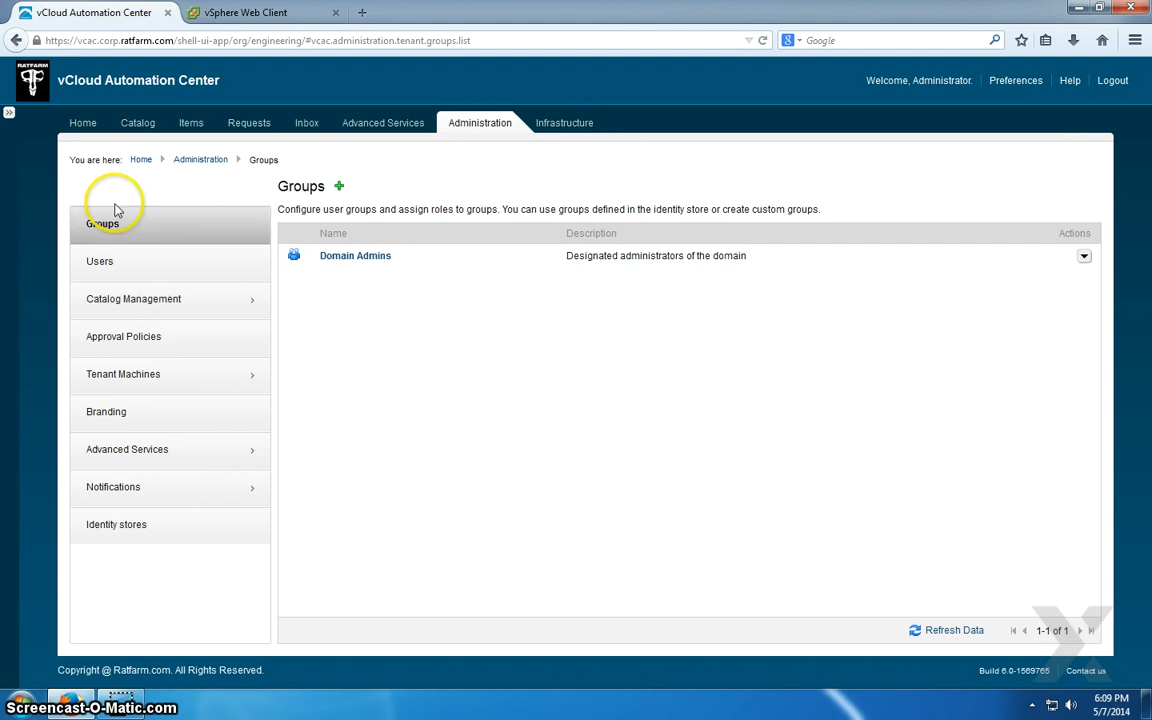 vCloud Automation Center
vSphere Web Client
https://vcac.corp.ratfarm.com/shell-ui-app/org/engineering/#vcac.administration.tenant.groups.list
Google
RATFARM
vCloud Automation Center
Welcome, Administrator. Preferences Help Logout
Home Catalog Items Requests Inbox Advanced Services Administration Infrastructure
You are here: Home Administration Groups
Groups
Configure user groups and assign roles to groups. You can use groups defined in the identity store or create custom groups.
Name Description Actions
Domain Admins Designated administrators of the domain
Groups
Users
Catalog Management
Approval Policies
Tenant Machines
Branding
Advanced Services
Notifications
Identity stores
Refresh Data 1-1 of 1
Copyright @ Ratfarm.com. All Rights Reserved.
Build 6.0-1569765 Contact us
Screencast-O-Matic.com
6:09 PM
5/7/2014